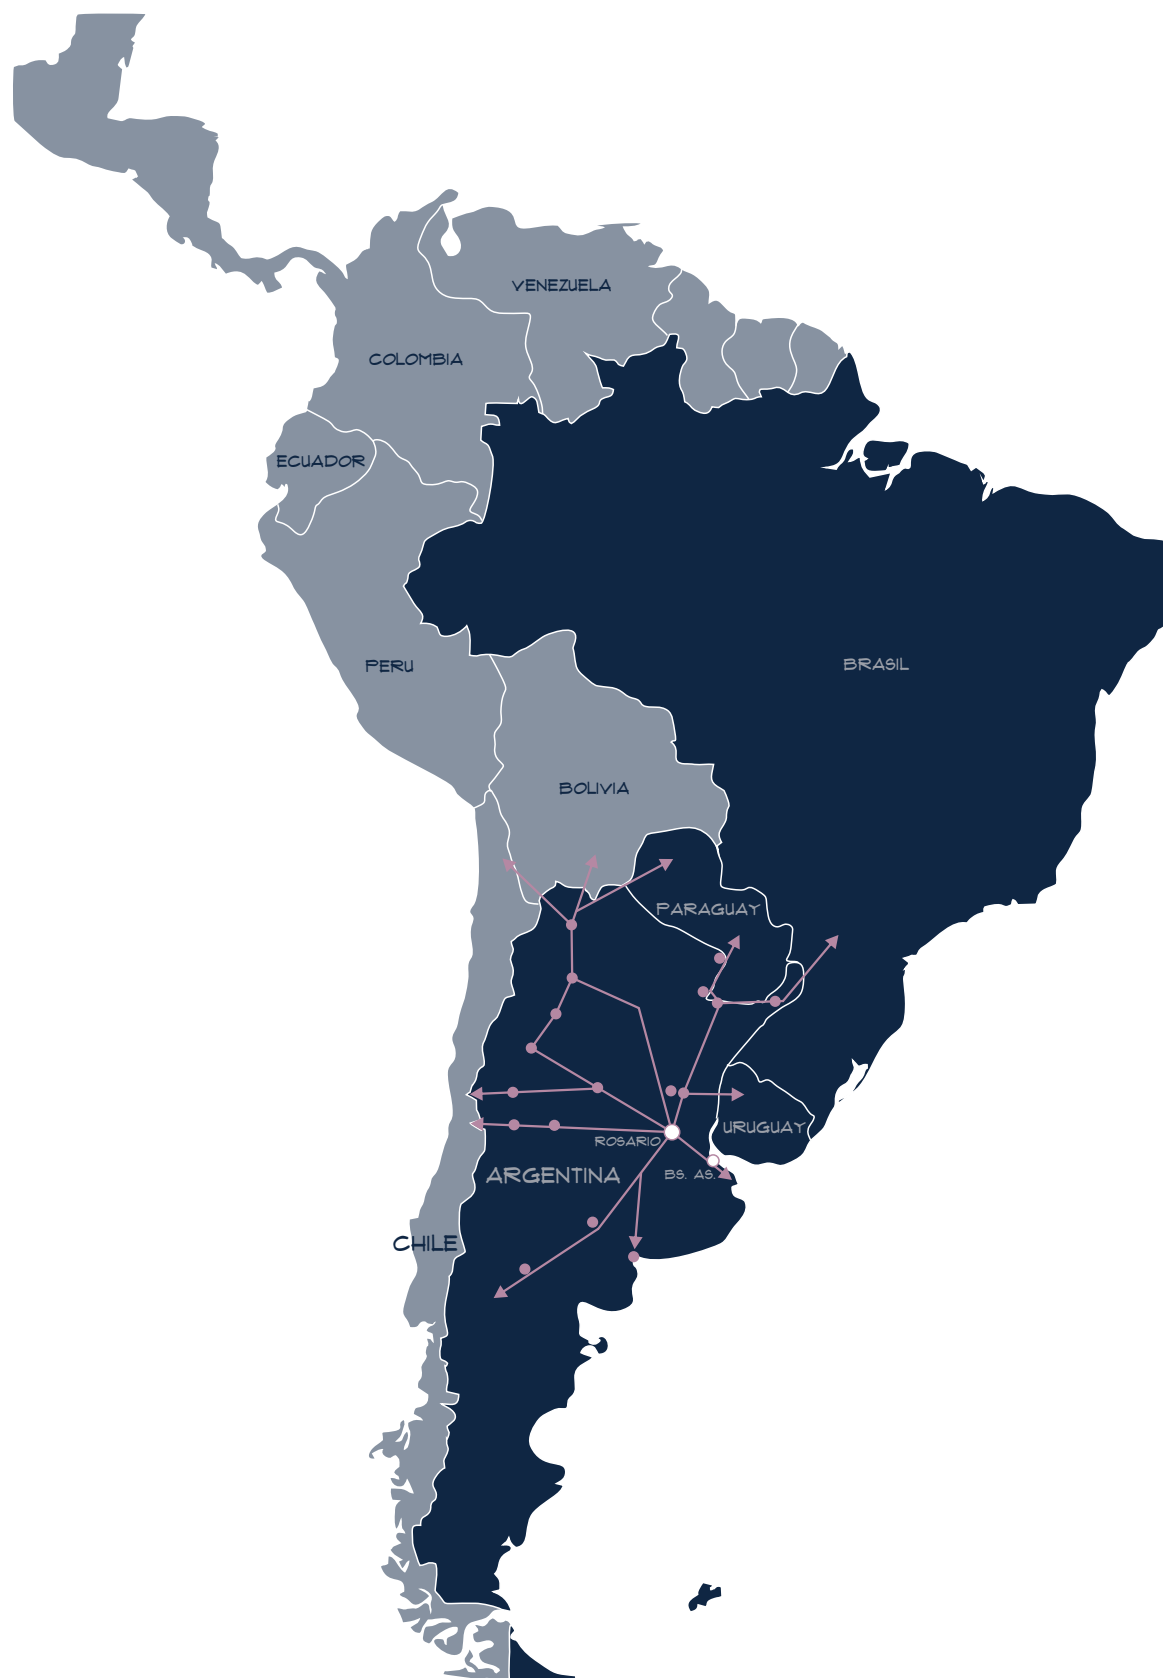 VENEZUELA
COLOMBIA
ECUADOR
PERU
BRASIL
BOLIVIA
PARAGUAY
URUGUAY
ROSARIO
ARGENTINA
BS. AS.
CHILE